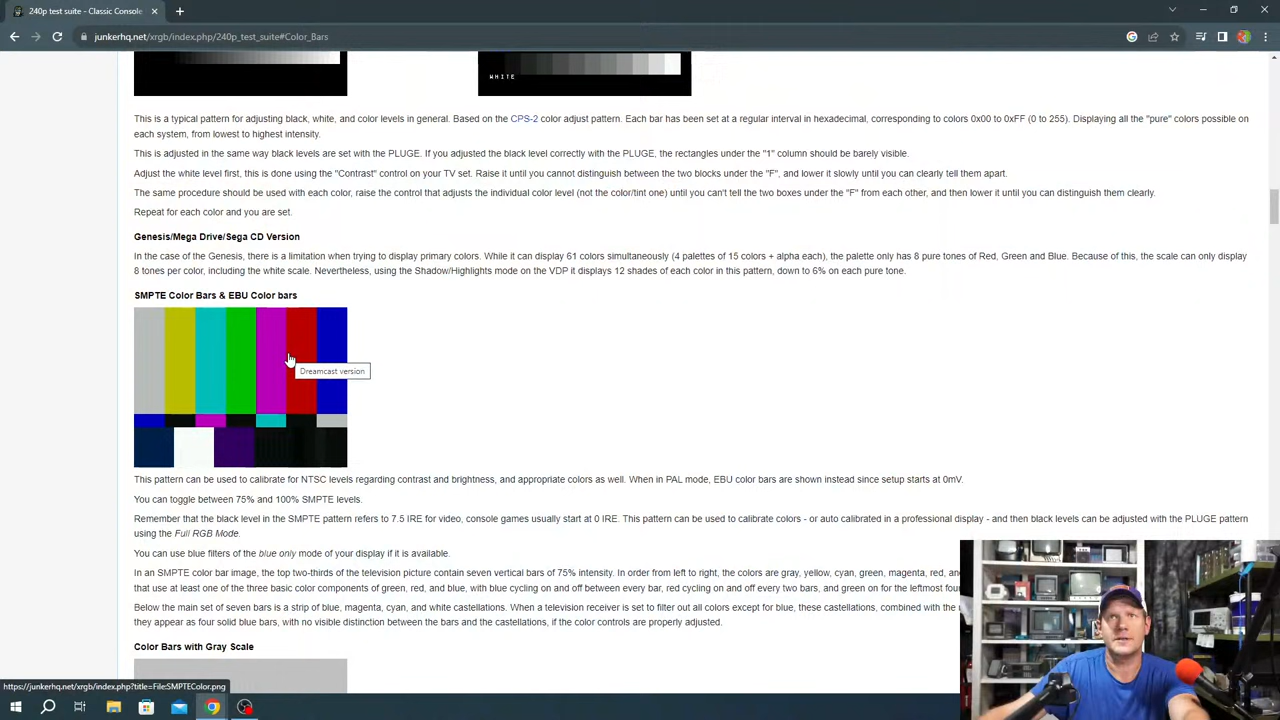 240p test suite - Classic Console
junkerhq.net/xrgb/index.php/240p_test_suite#Color_Bars
WHITE
This is a typical pattern for adjusting black, white, and color levels in general. Based on the CPS-2 color adjust pattern. Each bar has been set at a regular interval in hexadecimal, corresponding to colors 0x00 to 0xFF (0 to 255). Displaying all the "pure" colors possible on
each system, from lowest to highest intensity.
This is adjusted in the same way black levels are set with the PLUGE. If you adjusted the black level correctly with the PLUGE, the rectangles under the "1" column should be barely visible.
Adjust the white level first, this is done using the "Contrast" control on your TV set. Raise it until you cannot distinguish between the two blocks under the "F", and lower it slowly until you can clearly tell them apart.
The same procedure should be used with each color, raise the control that adjusts the individual color level (not the color/tint one) until you can't tell the two boxes under the "F" from each other, and then lower it until you can distinguish them clearly.
Repeat for each color and you are set.
Genesis/Mega Drive/Sega CD Version
In the case of the Genesis, there is a limitation when trying to display primary colors. While it can display 61 colors simultaneously (4 palettes of 15 colors + alpha each), the palette only has 8 pure tones of Red, Green and Blue. Because of this, the scale can only display
8 tones per color, including the white scale. Nevertheless, using the Shadow/Highlights mode on the VDP it displays 12 shades of each color in this pattern, down to 6% on each pure tone.
SMPTE Color Bars & EBU Color bars
Dreamcast version
This pattern can be used to calibrate for NTSC levels regarding contrast and brightness, and appropriate colors as well. When in PAL mode, EBU color bars are shown instead since setup starts at 0mV.
You can toggle between 75% and 100% SMPTE levels.
Remember that the black level in the SMPTE pattern refers to 7.5 IRE for video, console games usually start at 0 IRE. This pattern can be used to calibrate colors - or auto calibrated in a professional display - and then black levels can be adjusted with the PLUGE pattern
using the Full RGB Mode.
You can use blue filters of the blue only mode of your display if it is available.
In an SMPTE color bar image, the top two-thirds of the television picture contain seven vertical bars of 75% intensity. In order from left to right, the colors are gray, yellow, cyan, green, magenta, red, and
that use at least one of the three basic color components of green, red, and blue, with blue cycling on and off between every bar, red cycling on and off every two bars, and green on for the leftmost four
Below the main set of seven bars is a strip of blue, magenta, cyan, and white castellations. When a television receiver is set to filter out all colors except for blue, these castellations, combined with the
they appear as four solid blue bars, with no visible distinction between the bars and the castellations, if the color controls are properly adjusted.
Color Bars with Gray Scale
https://junkerhq.net/xrgb/index.php?title=File:SMPTEColor.png